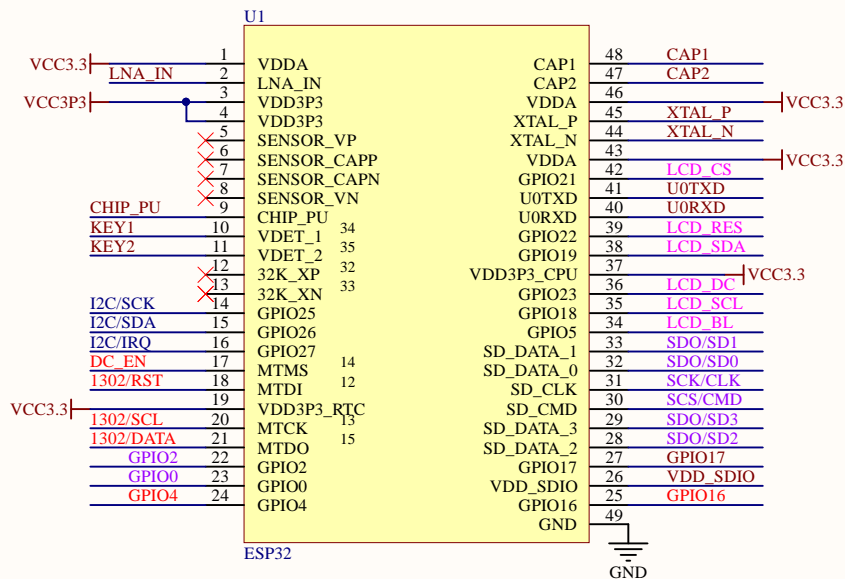 U1
VCC3.3 1 VDDA CAP1 48 CAP1
LNA_IN 2 LNA_IN CAP2 47 CAP2
VCC3P3 3 VDD3P3 VDDA 46 VCC3.3
4 VDD3P3 XTAL_P 45 XTAL_P
5 SENSOR_VP XTAL_N 44 XTAL_N
6 SENSOR_CAPP VDDA 43 VCC3.3
7 SENSOR_CAPN GPIO21 42 LCD_CS
8 SENSOR_VN U0TXD 41 U0TXD
CHIP_PU 9 CHIP_PU U0RXD 40 U0RXD
KEY1 10 VDET_1 34 GPIO22 39 LCD_RES
KEY2 11 VDET_2 35 GPIO19 38 LCD_SDA
12 32K_XP 32 VDD3P3_CPU 37 VCC3.3
13 32K_XN 33 GPIO23 36 LCD_DC
I2C/SCK 14 GPIO25 GPIO18 35 LCD_SCL
I2C/SDA 15 GPIO26 GPIO5 34 LCD_BL
I2C/IRQ 16 GPIO27 SD_DATA_1 33 SDO/SD1
DC_EN 17 MTMS 14 SD_DATA_0 32 SDO/SD0
1302/RST 18 MTDI 12 SD_CLK 31 SCK/CLK
VCC3.3 19 VDD3P3_RTC SD_CMD 30 SCS/CMD
1302/SCL 20 MTCK 13 SD_DATA_3 29 SDO/SD3
1302/DATA 21 MTDO 15 SD_DATA_2 28 SDO/SD2
GPIO2 22 GPIO2 GPIO17 27 GPIO17
GPIO0 23 GPIO0 VDD_SDIO 26 VDD_SDIO
GPIO4 24 GPIO4 GPIO16 25 GPIO16
GND 49
ESP32
GND